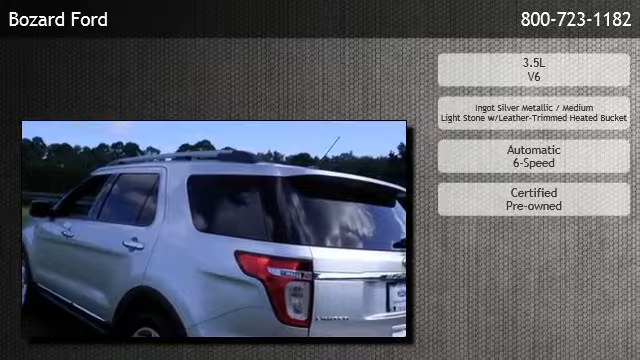 Bozard Ford
800-723-1182
3.5L
V6
Ingot Silver Metallic / Medium
Light Stone w/Leather-Trimmed Heated Bucket
Automatic
6-Speed
Certified
Pre-owned